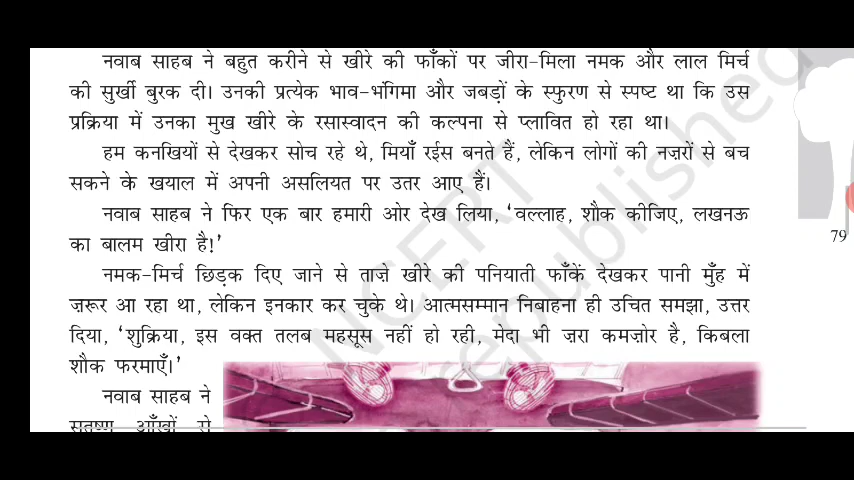 नवाब साहब ने बहुत करीने से खीरे की फाँकों पर जीरा-मिला नमक और लाल मिर्च
की सुर्खी बुरक दी। उनकी प्रत्येक भाव-भंगिमा और जबड़ों के स्फुरण से स्पष्ट था कि उस
प्रक्रिया में उनका मुख खीरे के रसास्वादन की कल्पना से प्लावित हो रहा था।
हम कनखियों से देखकर सोच रहे थे, मियाँ रईस बनते हैं, लेकिन लोगों की नज़रों से बच
सकने के खयाल में अपनी असलियत पर उतर आए हैं।
नवाब साहब ने फिर एक बार हमारी ओर देख लिया, ‘वल्लाह, शौक कीजिए, लखनऊ
का बालम खीरा है!’
79
नमक-मिर्च छिड़क दिए जाने से ताज़े खीरे की पनियाती फाँकें देखकर पानी मुँह में
ज़रूर आ रहा था, लेकिन इनकार कर चुके थे। आत्मसम्मान निबाहना ही उचित समझा, उत्तर
दिया, ‘शुक्रिया, इस वक्त तलब महसूस नहीं हो रही, मेदा भी ज़रा कमज़ोर है, किबला
शौक फरमाएँ।’
नवाब साहब ने
सतृष्ण आँखों से
NCERT
republished